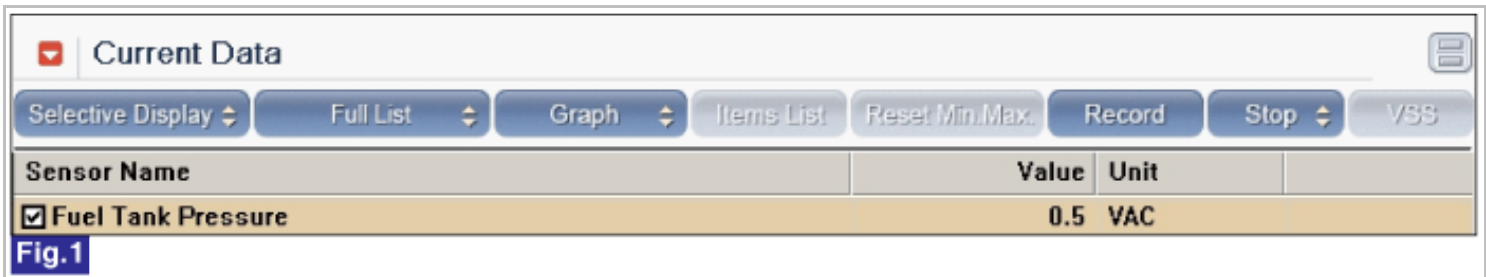 Current Data
Selective Display Full List Graph Items List Reset Min.Max. Record Stop VSS
Sensor Name Value Unit
Fuel Tank Pressure 0.5 VAC
Fig.1